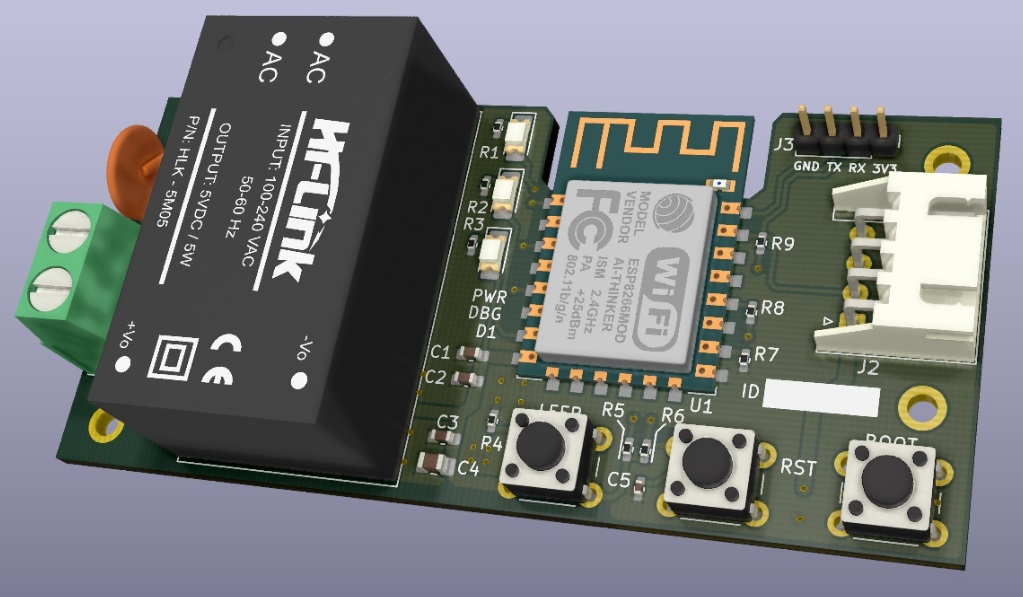 AC
AC
HI-LINK
INPUT: 100-240 VAC
50-60 Hz
OUTPUT: 5VDC / 5W
P/N: HLK - 5M05
+Vo
-Vo
CE
R1
R2
R3
PWR
DBG
D1
C1
C2
C3
C4
R4
R5
R6
C5
MODEL
VENDOR
ESP8266MOD
AI-THINKER
ISM 2.4GHz
PA +25dBm
802.11b/g/n
FC
WiFi
U1
R9
R8
R7
ID
J3
GND TX RX 3V3
J2
RST
BOOT